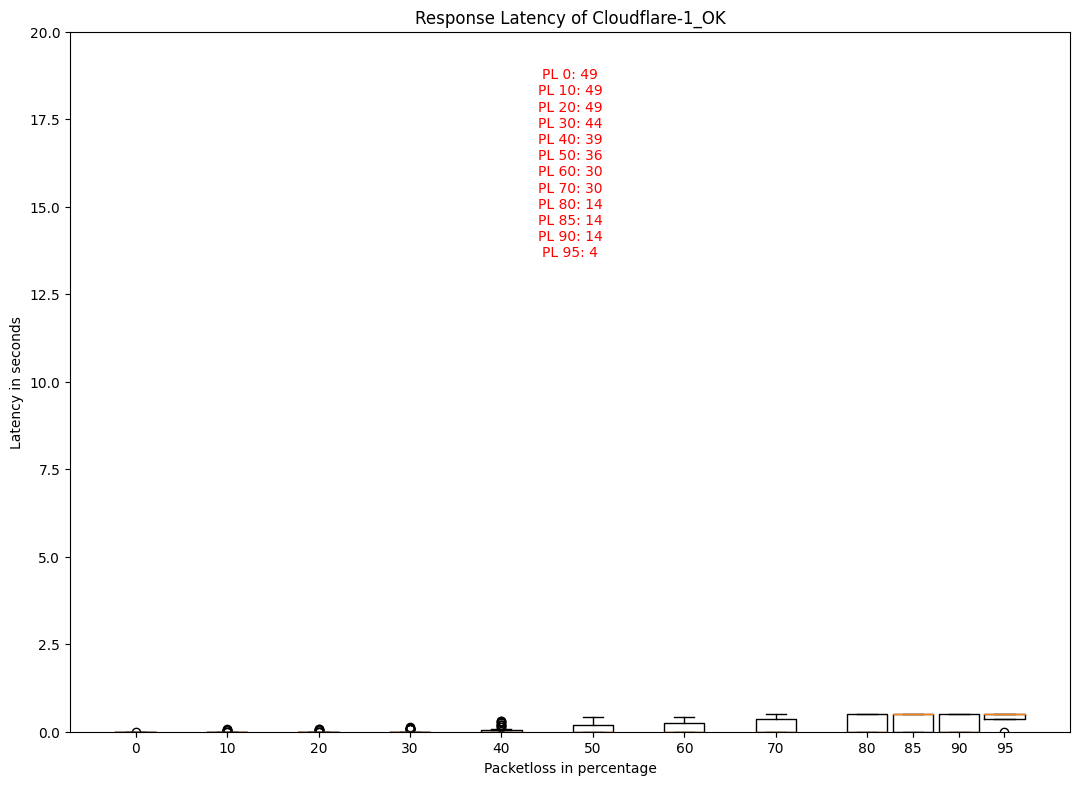 Response Latency of Cloudflare-1_OK
20.0
17.5
15.0
12.5
10.0
7.5
5.0
2.5
0.0
Latency in seconds
PL 0: 49
PL 10: 49
PL 20: 49
PL 30: 44
PL 40: 39
PL 50: 36
PL 60: 30
PL 70: 30
PL 80: 14
PL 85: 14
PL 90: 14
PL 95: 4
0 10 20 30 40 50 60 70 80 85 90 95
Packetloss in percentage